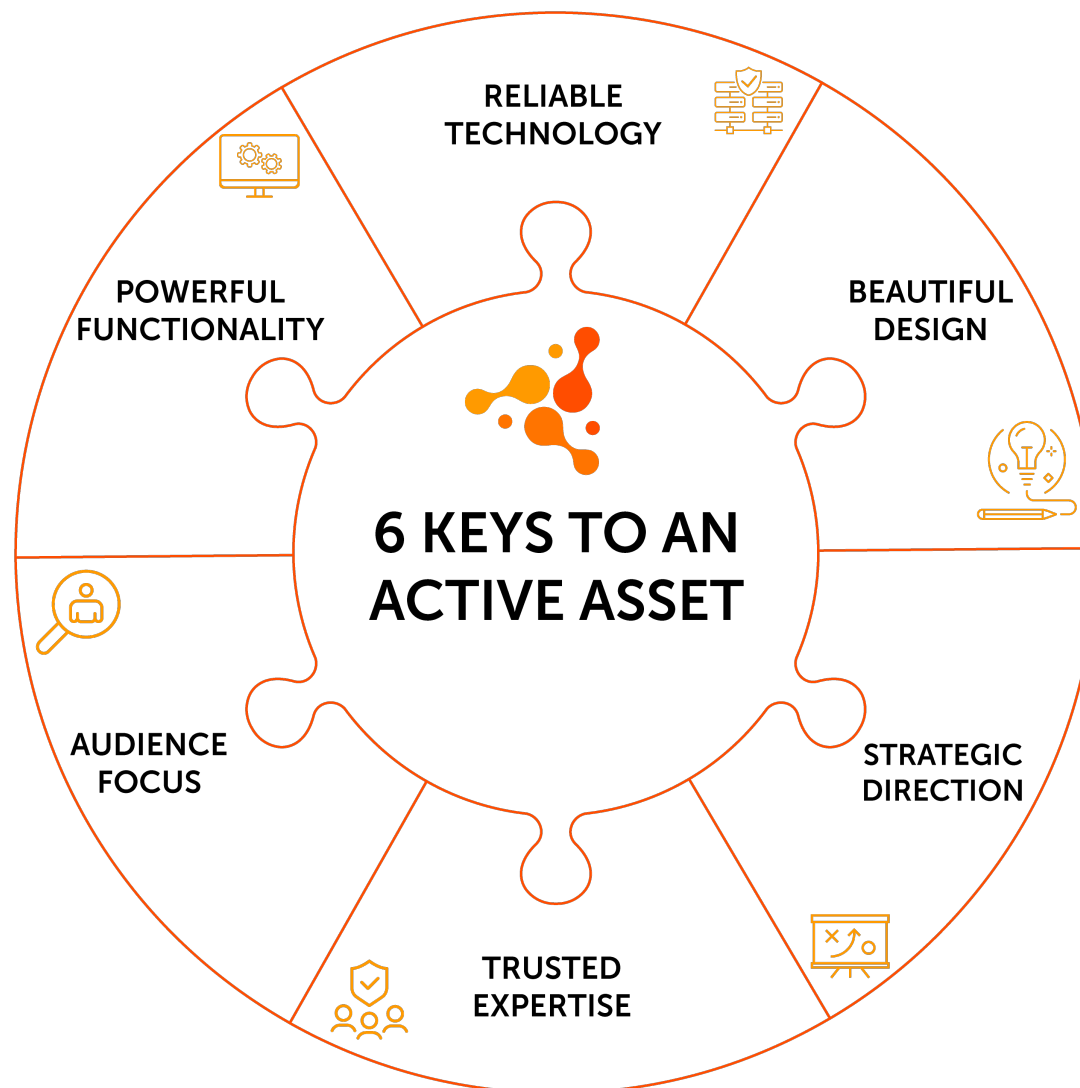 RELIABLE
TECHNOLOGY
BEAUTIFUL
DESIGN
STRATEGIC
DIRECTION
TRUSTED
EXPERTISE
AUDIENCE
FOCUS
POWERFUL
FUNCTIONALITY
6 KEYS TO AN
ACTIVE ASSET